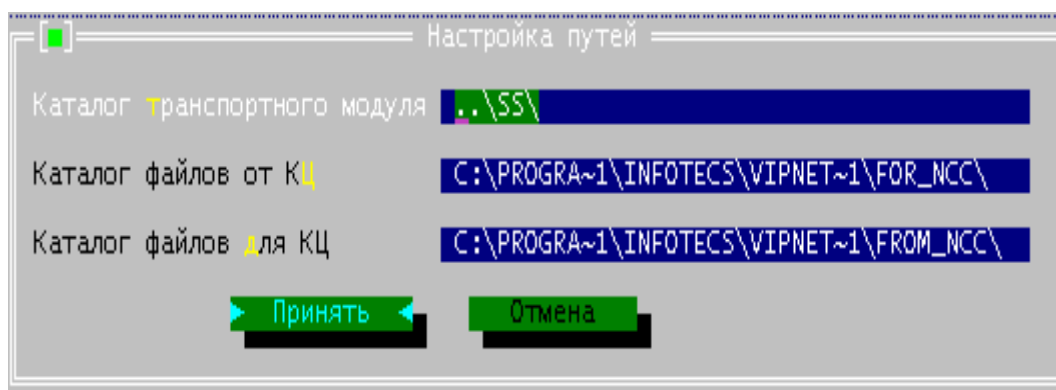 Настройка путей
Каталог транспортного модуля ..\SS\
Каталог файлов от КЦ C:\PROGRA~1\INFOTECS\VIPNET~1\FOR_NCC\
Каталог файлов для КЦ C:\PROGRA~1\INFOTECS\VIPNET~1\FROM_NCC\
Принять Отмена